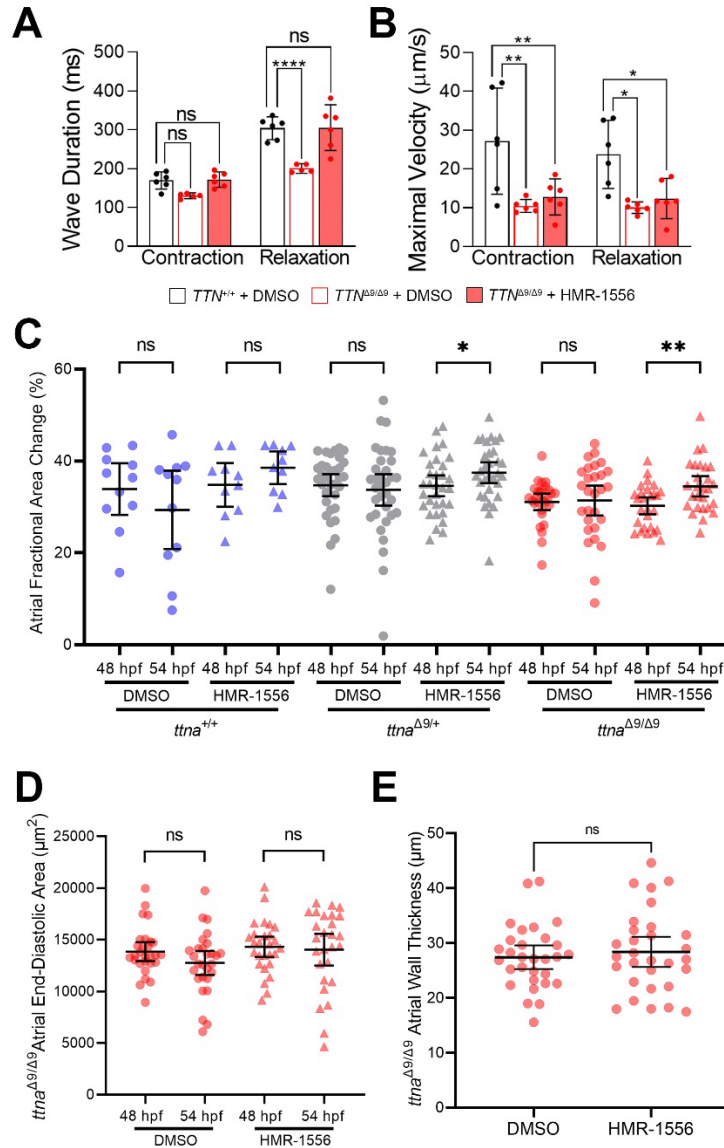 A
Wave Duration (ms)
500
400
300
200
100
0
ns
ns
ns
****
Contraction
Relaxation
B
Maximal Velocity (μm/s)
50
40
30
20
10
0
**
**
*
*
Contraction
Relaxation
TTN+/+ + DMSO
TTNΔ9/Δ9 + DMSO
TTNΔ9/Δ9 + HMR-1556
C
Atrial Fractional Area Change (%)
60
40
20
0
ns
ns
ns
*
ns
**
48 hpf 54 hpf 48 hpf 54 hpf 48 hpf 54 hpf 48 hpf 54 hpf 48 hpf 54 hpf 48 hpf 54 hpf
DMSO HMR-1556 DMSO HMR-1556 DMSO HMR-1556
ttna+/+ ttnaΔ9/+ ttnaΔ9/Δ9
D
ttnaΔ9/Δ9 Atrial End-Diastolic Area (μm²)
25000
20000
15000
10000
5000
0
ns
ns
48 hpf 54 hpf 48 hpf 54 hpf
DMSO HMR-1556
E
ttnaΔ9/Δ9 Atrial Wall Thickness (μm)
50
40
30
20
10
0
ns
DMSO HMR-1556